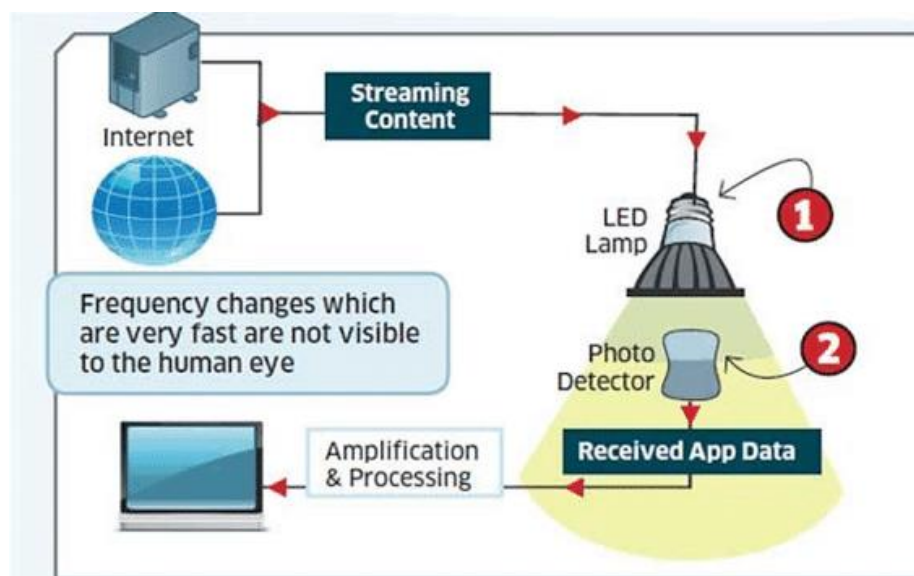 Internet
Streaming
Content
LED
Lamp
1
Frequency changes which
are very fast are not visible
to the human eye
Photo
Detector
2
Amplification
& Processing
Received App Data